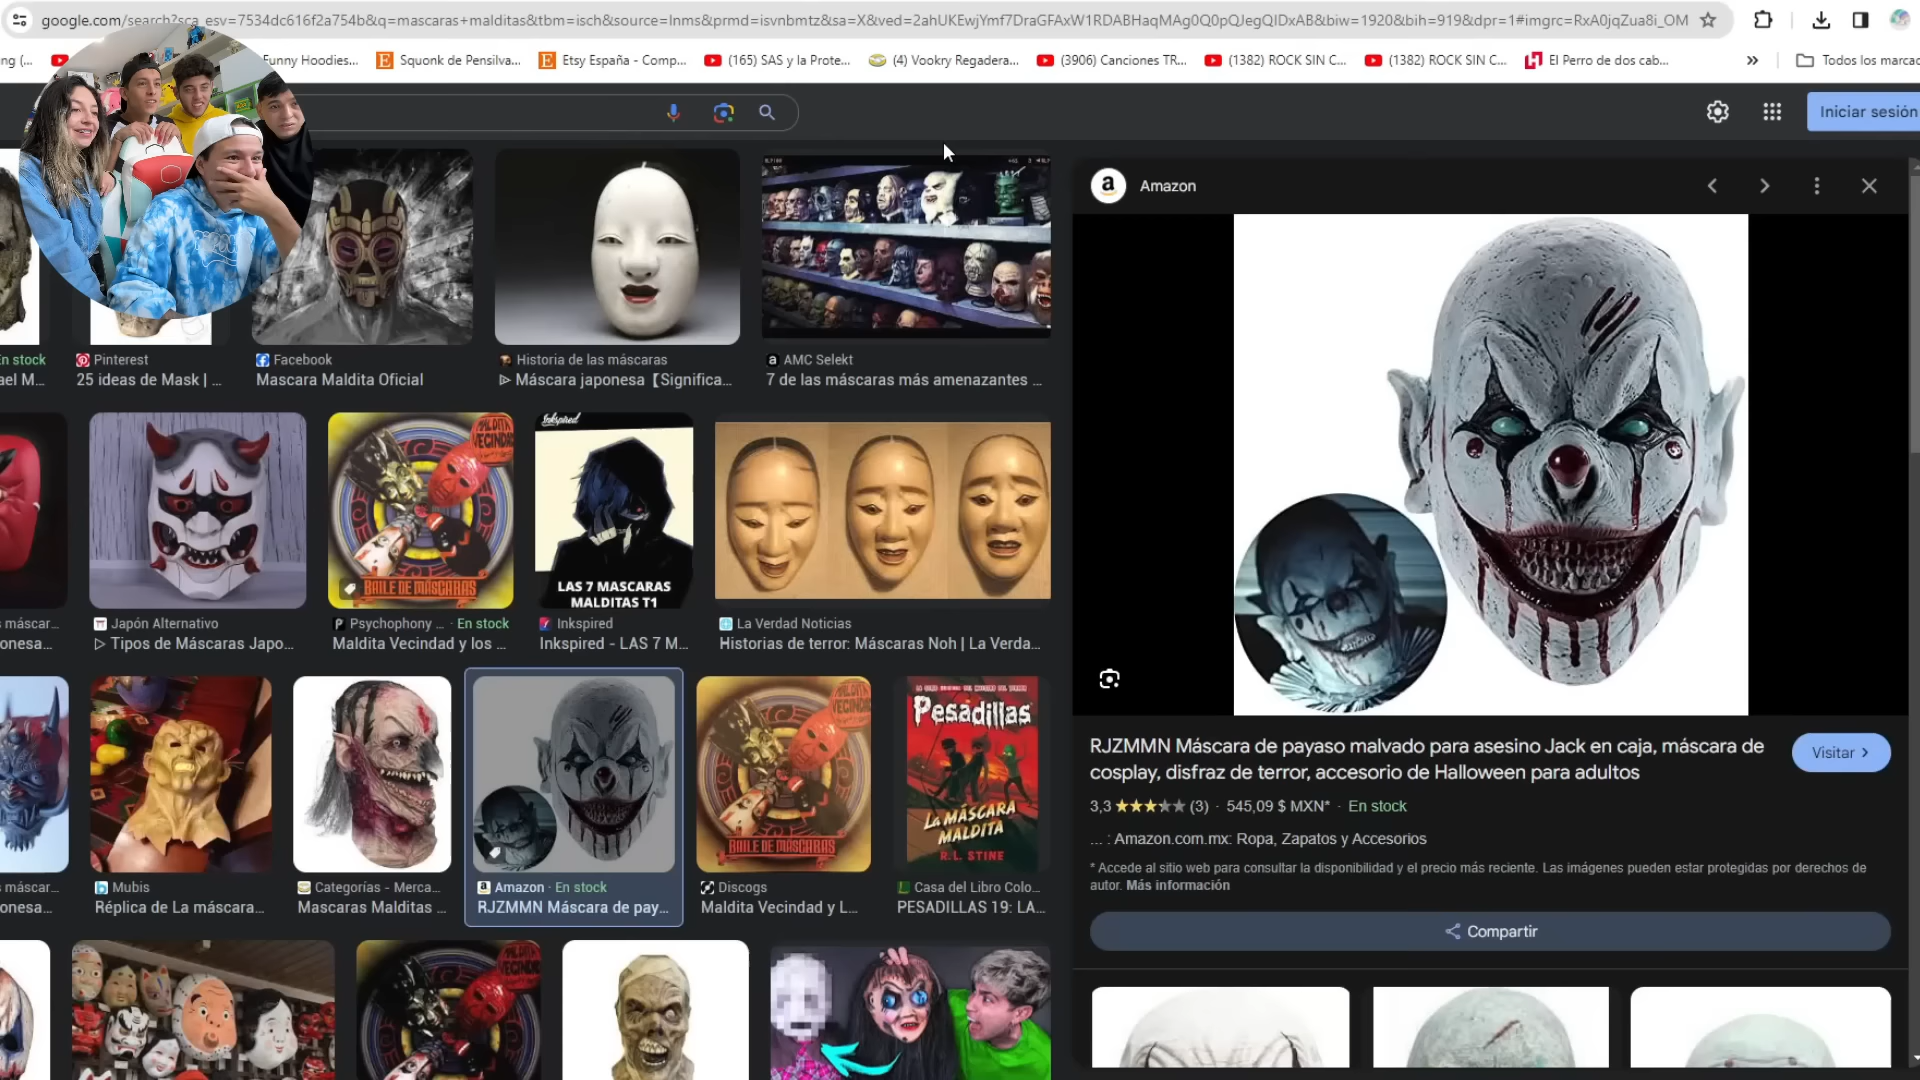 google.com/search?sca_esv=7534dc616f2a754b&q=mascaras+malditas&tbm=isch&source=lnms&prmd=isvnbmtz&sa=X&ved=2ahUKEwjYmf7DraGFAxW1RDABHaqMAg0Q0pQJegQIDxAB&biw=1920&bih=919&dpr=1#imgrc=RxA0jqZua8i_OM
ng (... Funny Hoodies... Squonk de Pensilva... Etsy España - Comp... (165) SAS y la Prote... (4) Vookry Regadera... (3906) Canciones TR... (1382) ROCK SIN C... (1382) ROCK SIN C... El Perro de dos cab... » Todos los marcad
Iniciar sesión
Amazon
En stock
ael M...
Pinterest
25 ideas de Mask | ...
Facebook
Mascara Maldita Oficial
Historia de las máscaras
▷ Máscara japonesa【Significa...
AMC Selekt
7 de las máscaras más amenazantes ...
s máscar...
onesa...
Japón Alternativo
▷ Tipos de Máscaras Japo...
MALDITA
VECINDAD
BAILE DE MÁSCARAS
Psychophony ... · En stock
Maldita Vecindad y los ...
Inkspired
LAS 7 MASCARAS
MALDITAS T1
Inkspired
Inkspired - LAS 7 M...
La Verdad Noticias
Historias de terror: Máscaras Noh | La Verda...
s máscar...
onesa...
Mubis
Réplica de La máscara...
Categorías - Merca...
Mascaras Malditas ...
Amazon · En stock
RJZMMN Máscara de pay...
BAILE DE MÁSCARAS
Discogs
Maldita Vecindad y L...
Pesadillas
LA MÁSCARA
MALDITA
R.L. STINE
Casa del Libro Colo...
PESADILLAS 19: LA...
RJZMMN Máscara de payaso malvado para asesino Jack en caja, máscara de
cosplay, disfraz de terror, accesorio de Halloween para adultos
Visitar
3,3 (3) · 545,09 $ MXN* · En stock
... : Amazon.com.mx: Ropa, Zapatos y Accesorios
* Accede al sitio web para consultar la disponibilidad y el precio más reciente. Las imágenes pueden estar protegidas por derechos de
autor. Más información
Compartir